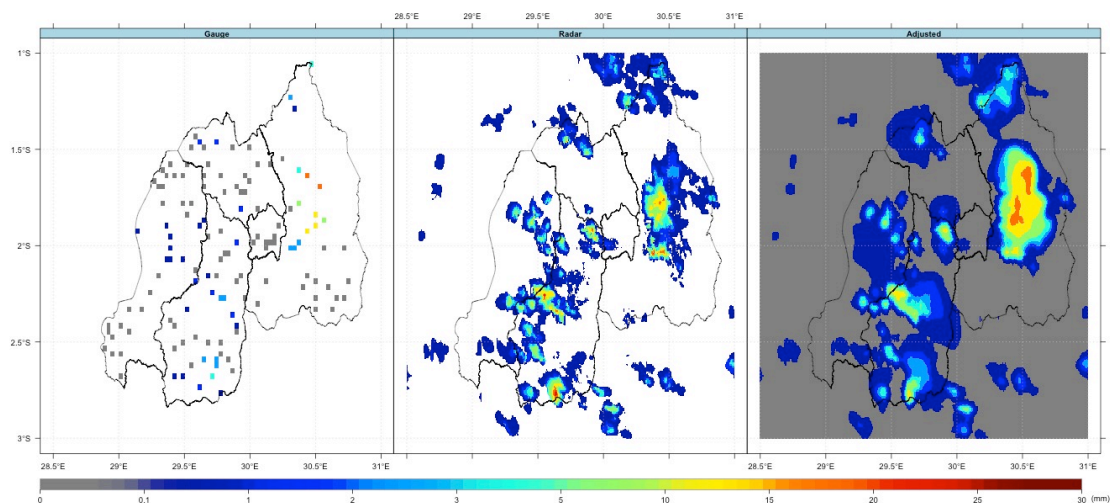 28.5°E 29°E 29.5°E 30°E 30.5°E 31°E
Gauge Radar Adjusted
1°S
1.5°S
2°S
2.5°S
3°S
28.5°E 29°E 29.5°E 30°E 30.5°E 31°E 28.5°E 29°E 29.5°E 30°E 30.5°E 31°E
0 0.1 1 2 3 5 10 15 20 25 30 (mm)